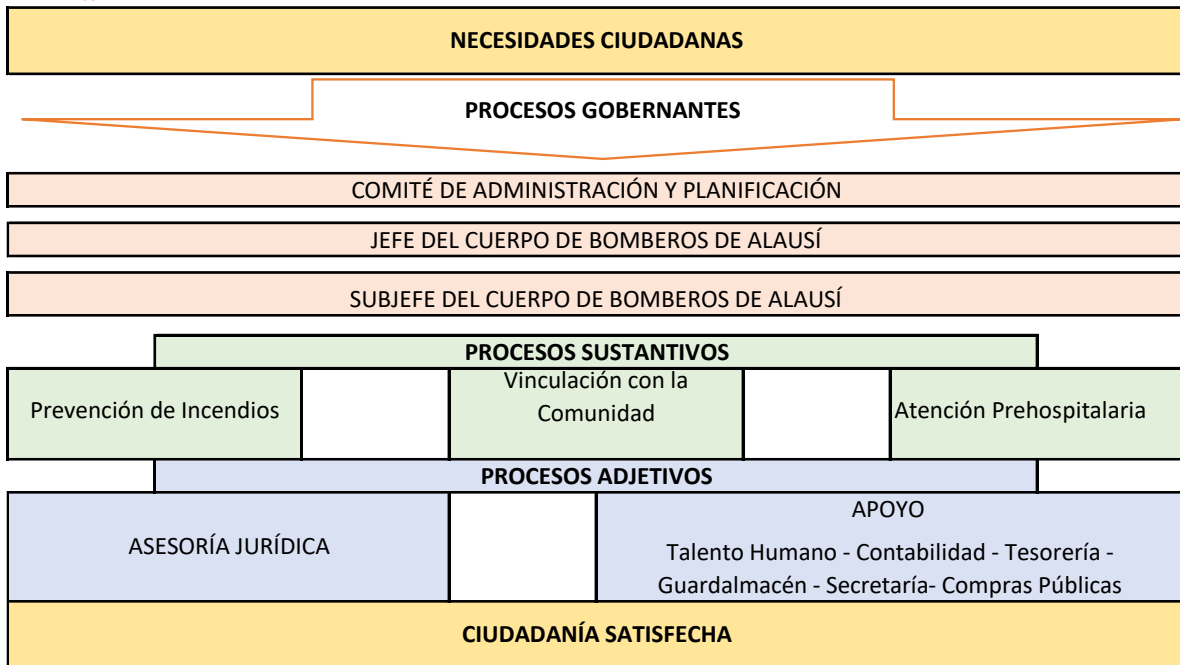 NECESIDADES CIUDADANAS
PROCESOS GOBERNANTES
COMITÉ DE ADMINISTRACIÓN Y PLANIFICACIÓN
JEFE DEL CUERPO DE BOMBEROS DE ALAUSÍ
SUBJEFE DEL CUERPO DE BOMBEROS DE ALAUSÍ
PROCESOS SUSTANTIVOS
Prevención de Incendios
Vinculación con la
Comunidad
Atención Prehospitalaria
PROCESOS ADJETIVOS
ASESORÍA JURÍDICA
APOYO
Talento Humano - Contabilidad - Tesorería -
Guardalmacén - Secretaría- Compras Públicas
CIUDADANÍA SATISFECHA